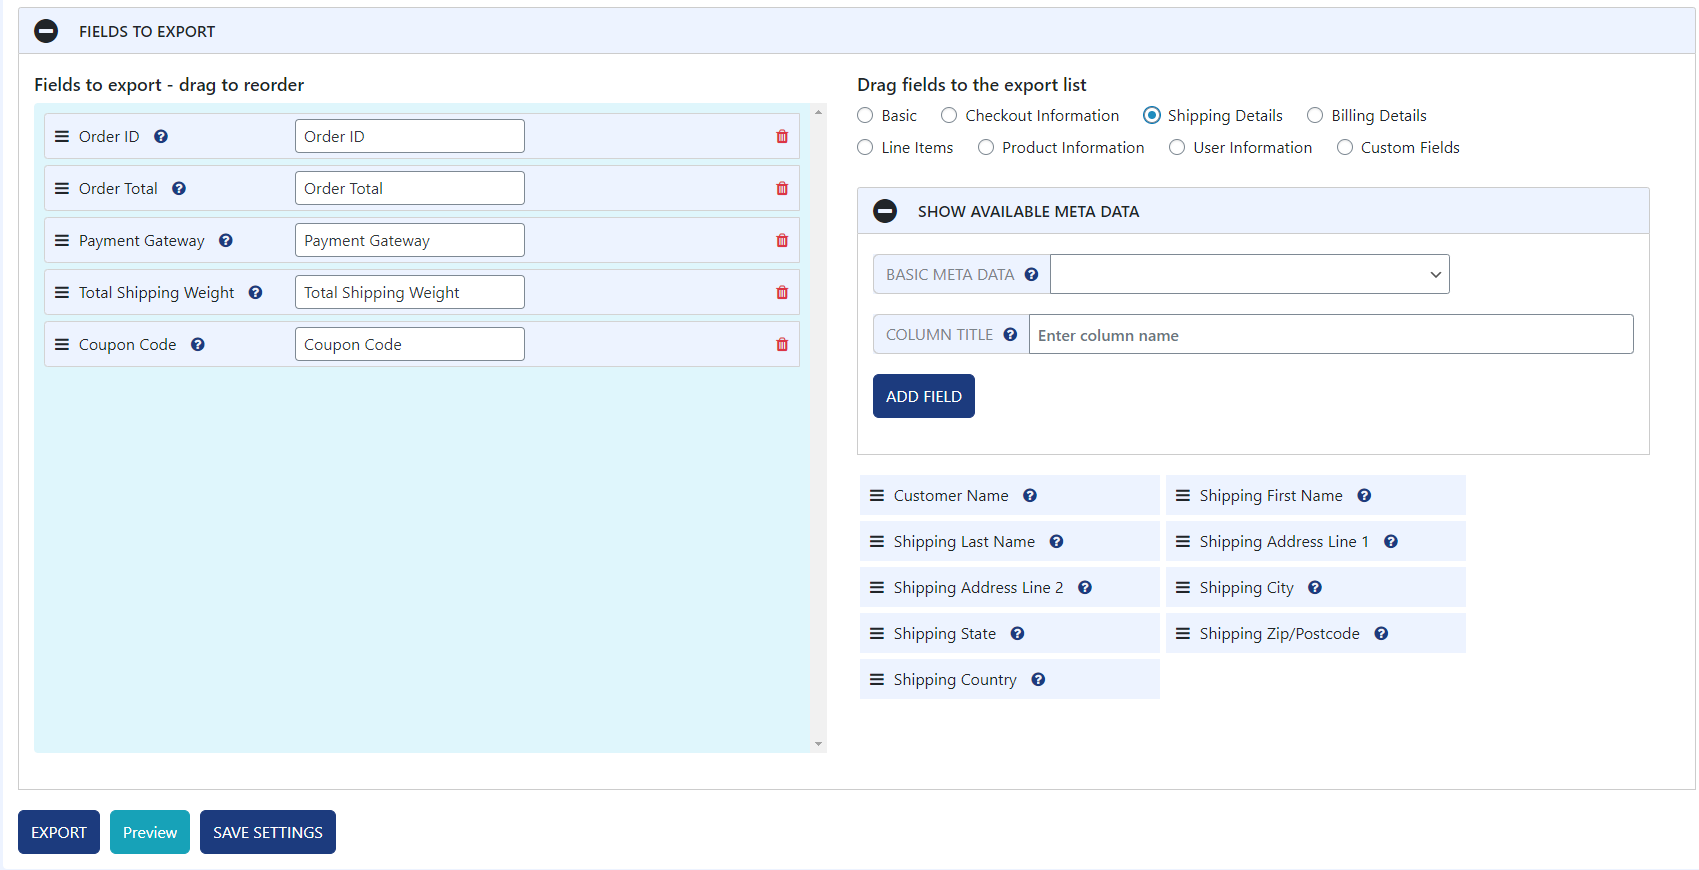 FIELDS TO EXPORT
Fields to export - drag to reorder
Order ID ? Order ID
Order Total ? Order Total
Payment Gateway ? Payment Gateway
Total Shipping Weight ? Total Shipping Weight
Coupon Code ? Coupon Code
Drag fields to the export list
Basic Checkout Information Shipping Details Billing Details
Line Items Product Information User Information Custom Fields
SHOW AVAILABLE META DATA
BASIC META DATA ?
COLUMN TITLE ? Enter column name
ADD FIELD
Customer Name ? Shipping First Name ?
Shipping Last Name ? Shipping Address Line 1 ?
Shipping Address Line 2 ? Shipping City ?
Shipping State ? Shipping Zip/Postcode ?
Shipping Country ?
EXPORT Preview SAVE SETTINGS